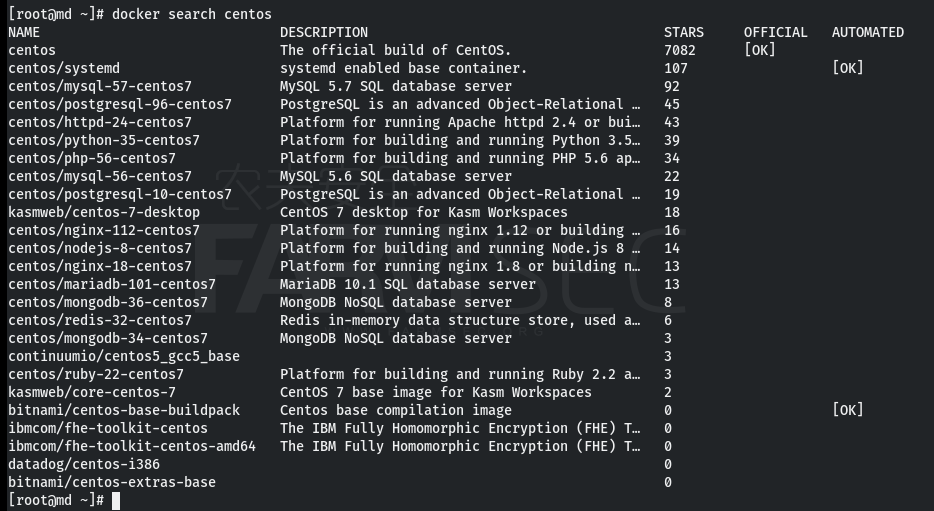 [root@md ~]# docker search centos
NAME DESCRIPTION STARS OFFICIAL AUTOMATED
centos The official build of CentOS. 7082 [OK]
centos/systemd systemd enabled base container. 107 [OK]
centos/mysql-57-centos7 MySQL 5.7 SQL database server 92
centos/postgresql-96-centos7 PostgreSQL is an advanced Object-Relational … 45
centos/httpd-24-centos7 Platform for running Apache httpd 2.4 or bui… 43
centos/python-35-centos7 Platform for building and running Python 3.5… 39
centos/php-56-centos7 Platform for building and running PHP 5.6 ap… 34
centos/mysql-56-centos7 MySQL 5.6 SQL database server 22
centos/postgresql-10-centos7 PostgreSQL is an advanced Object-Relational … 19
kasmweb/centos-7-desktop CentOS 7 desktop for Kasm Workspaces 18
centos/nginx-112-centos7 Platform for running nginx 1.12 or building … 16
centos/nodejs-8-centos7 Platform for building and running Node.js 8 … 14
centos/nginx-18-centos7 Platform for running nginx 1.8 or building n… 13
centos/mariadb-101-centos7 MariaDB 10.1 SQL database server 13
centos/mongodb-36-centos7 MongoDB NoSQL database server 8
centos/redis-32-centos7 Redis in-memory data structure store, used a… 6
centos/mongodb-34-centos7 MongoDB NoSQL database server 3
continuumio/centos5_gcc5_base 3
centos/ruby-22-centos7 Platform for building and running Ruby 2.2 a… 3
kasmweb/core-centos-7 CentOS 7 base image for Kasm Workspaces 2
bitnami/centos-base-buildpack Centos base compilation image 0 [OK]
ibmcom/fhe-toolkit-centos The IBM Fully Homomorphic Encryption (FHE) T… 0
ibmcom/fhe-toolkit-centos-amd64 The IBM Fully Homomorphic Encryption (FHE) T… 0
datadog/centos-i386 0
bitnami/centos-extras-base 0
[root@md ~]#
FARMSEC